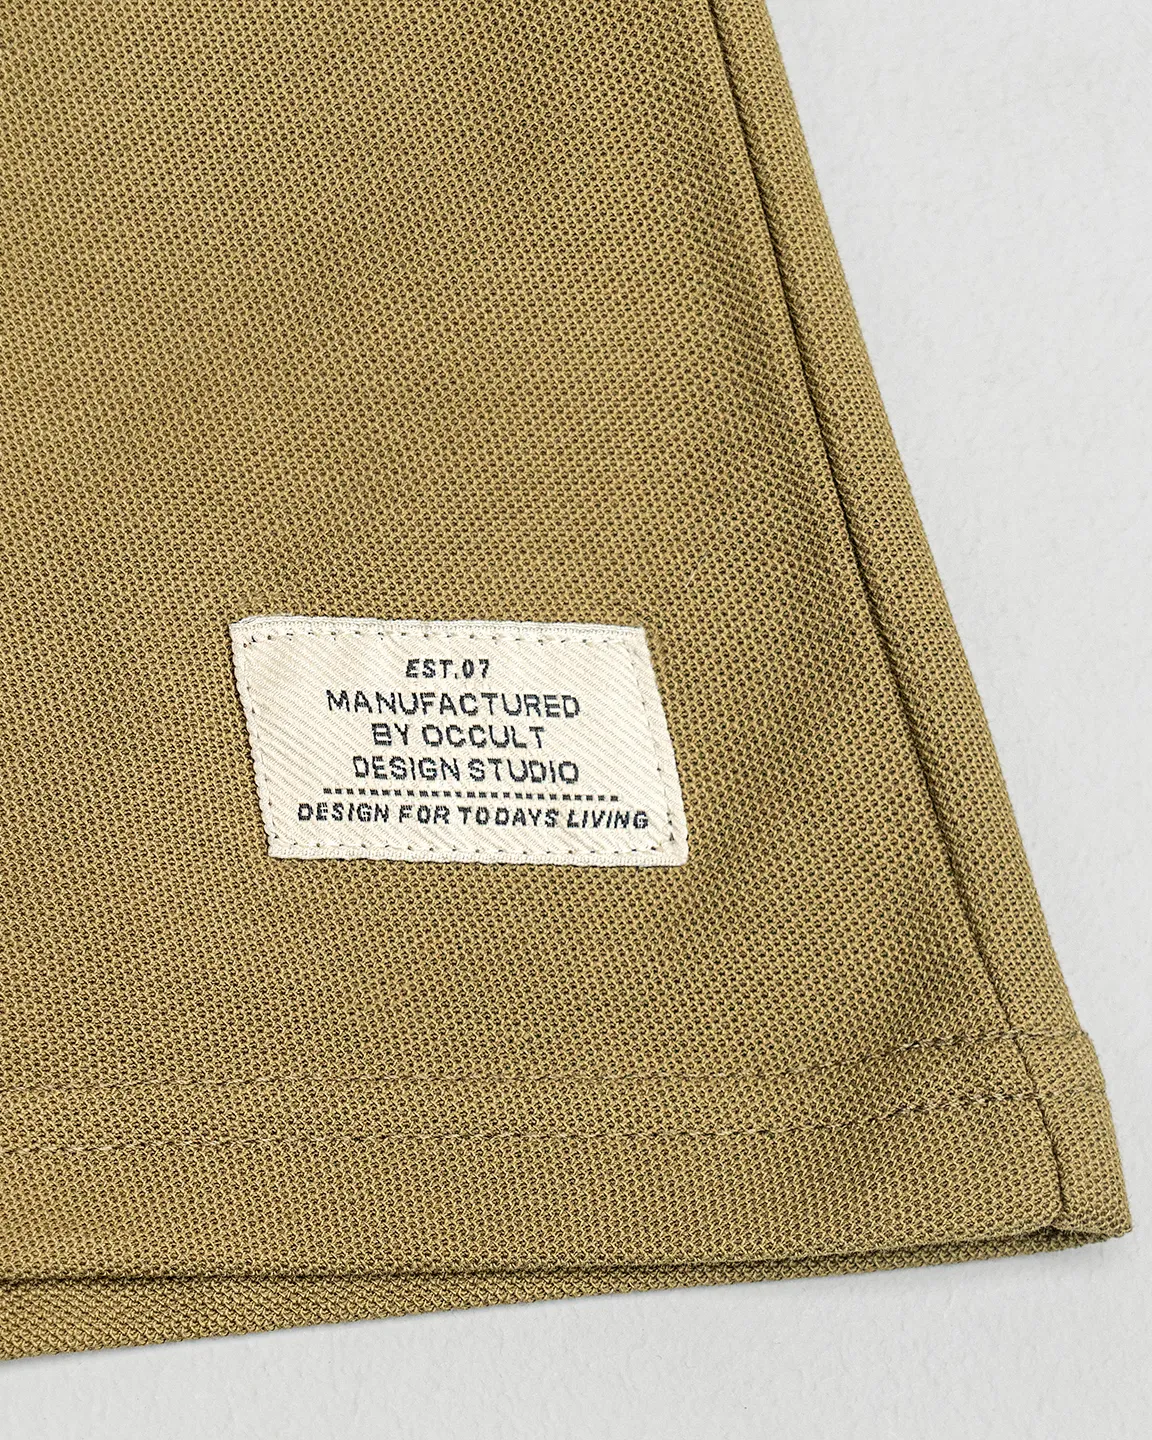 EST.07
MANUFACTURED
BY OCCULT
DESIGN STUDIO
DESIGN FOR TODAYS LIVING